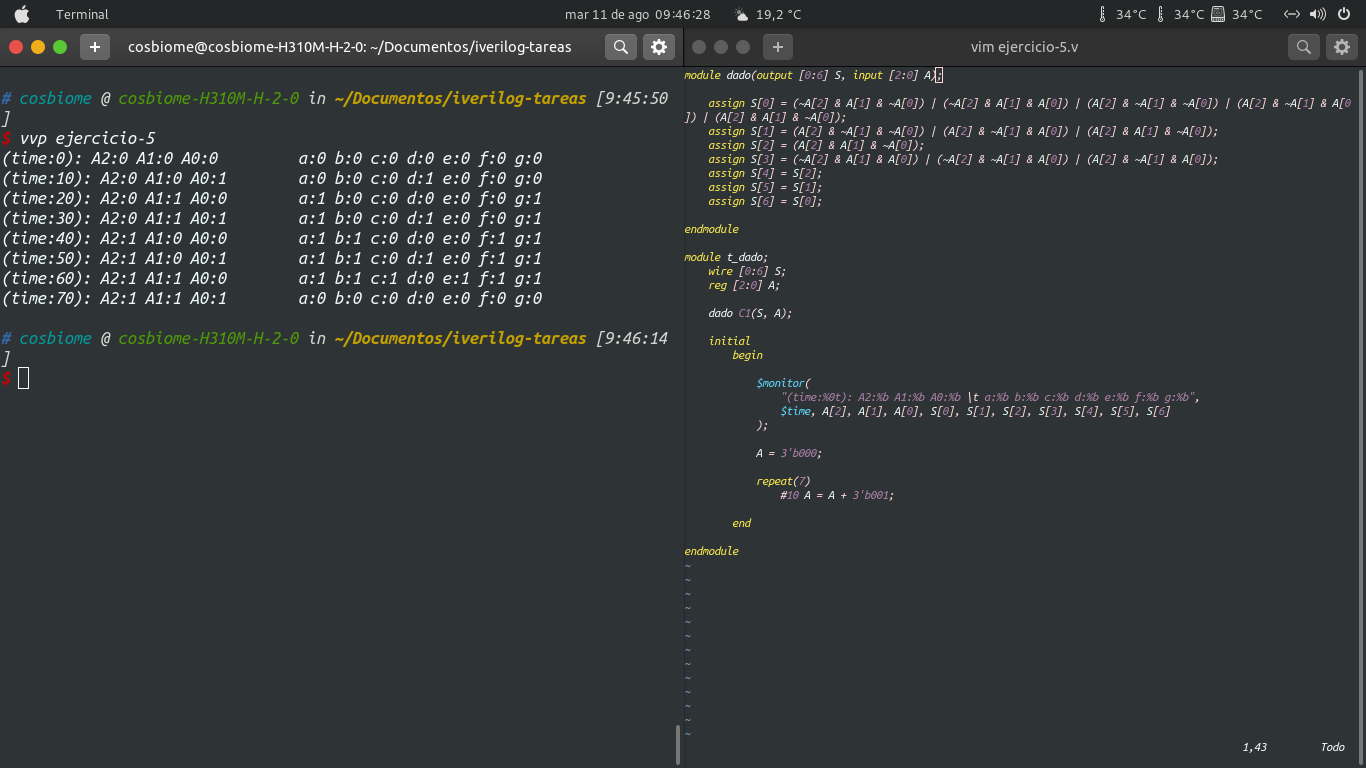 Terminal
mar 11 de ago 09:46:28
19,2 °C
34°C
34°C
34°C
cosbiome@cosbiome-H310M-H-2-0: ~/Documentos/iverilog-tareas
# cosbiome @ cosbiome-H310M-H-2-0 in ~/Documentos/iverilog-tareas [9:45:50
]
$ vvp ejercicio-5
(time:0): A2:0 A1:0 A0:0 a:0 b:0 c:0 d:0 e:0 f:0 g:0
(time:10): A2:0 A1:0 A0:1 a:0 b:0 c:0 d:1 e:0 f:0 g:0
(time:20): A2:0 A1:1 A0:0 a:1 b:0 c:0 d:0 e:0 f:0 g:1
(time:30): A2:0 A1:1 A0:1 a:1 b:0 c:0 d:1 e:0 f:0 g:1
(time:40): A2:1 A1:0 A0:0 a:1 b:1 c:0 d:0 e:0 f:1 g:1
(time:50): A2:1 A1:0 A0:1 a:1 b:1 c:0 d:1 e:0 f:1 g:1
(time:60): A2:1 A1:1 A0:0 a:1 b:1 c:1 d:0 e:1 f:1 g:1
(time:70): A2:1 A1:1 A0:1 a:0 b:0 c:0 d:0 e:0 f:0 g:0
# cosbiome @ cosbiome-H310M-H-2-0 in ~/Documentos/iverilog-tareas [9:46:14
]
$
vim ejercicio-5.v
module dado(output [0:6] S, input [2:0] A);
assign S[0] = (~A[2] & A[1] & ~A[0]) | (~A[2] & A[1] & A[0]) | (A[2] & ~A[1] & ~A[0]) | (A[2] & ~A[1] & A[0
]) | (A[2] & A[1] & ~A[0]);
assign S[1] = (A[2] & ~A[1] & ~A[0]) | (A[2] & ~A[1] & A[0]) | (A[2] & A[1] & ~A[0]);
assign S[2] = (A[2] & A[1] & ~A[0]);
assign S[3] = (~A[2] & A[1] & A[0]) | (~A[2] & ~A[1] & A[0]) | (A[2] & ~A[1] & A[0]);
assign S[4] = S[2];
assign S[5] = S[1];
assign S[6] = S[0];
endmodule
module t_dado;
wire [0:6] S;
reg [2:0] A;
dado C1(S, A);
initial
begin
$monitor(
"(time:%0t): A2:%b A1:%b A0:%b \t a:%b b:%b c:%b d:%b e:%b f:%b g:%b",
$time, A[2], A[1], A[0], S[0], S[1], S[2], S[3], S[4], S[5], S[6]
);
A = 3'b000;
repeat(7)
#10 A = A + 3'b001;
end
endmodule
~
~
~
~
~
~
~
~
~
~
~
~
~
1,43 Todo